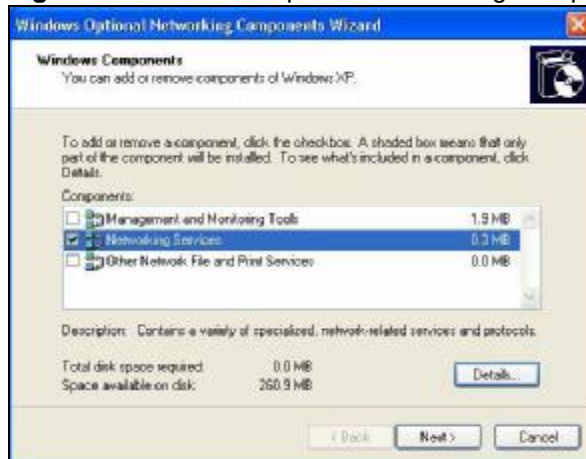 Windows Optional Networking Components Wizard
Windows Components
You can add or remove components of Windows XP.
To add or remove a component, click the checkbox. A shaded box means that only
part of the component will be installed. To see what's included in a component, click
Details.
Components:
Management and Monitoring Tools 1.9 MB
Networking Services 0.3 MB
Other Network File and Print Services 0.0 MB
Description: Contains a variety of specialized, network-related services and protocols.
Total disk space required: 0.0 MB
Space available on disk: 260.9 MB
Details...
< Back
Next >
Cancel